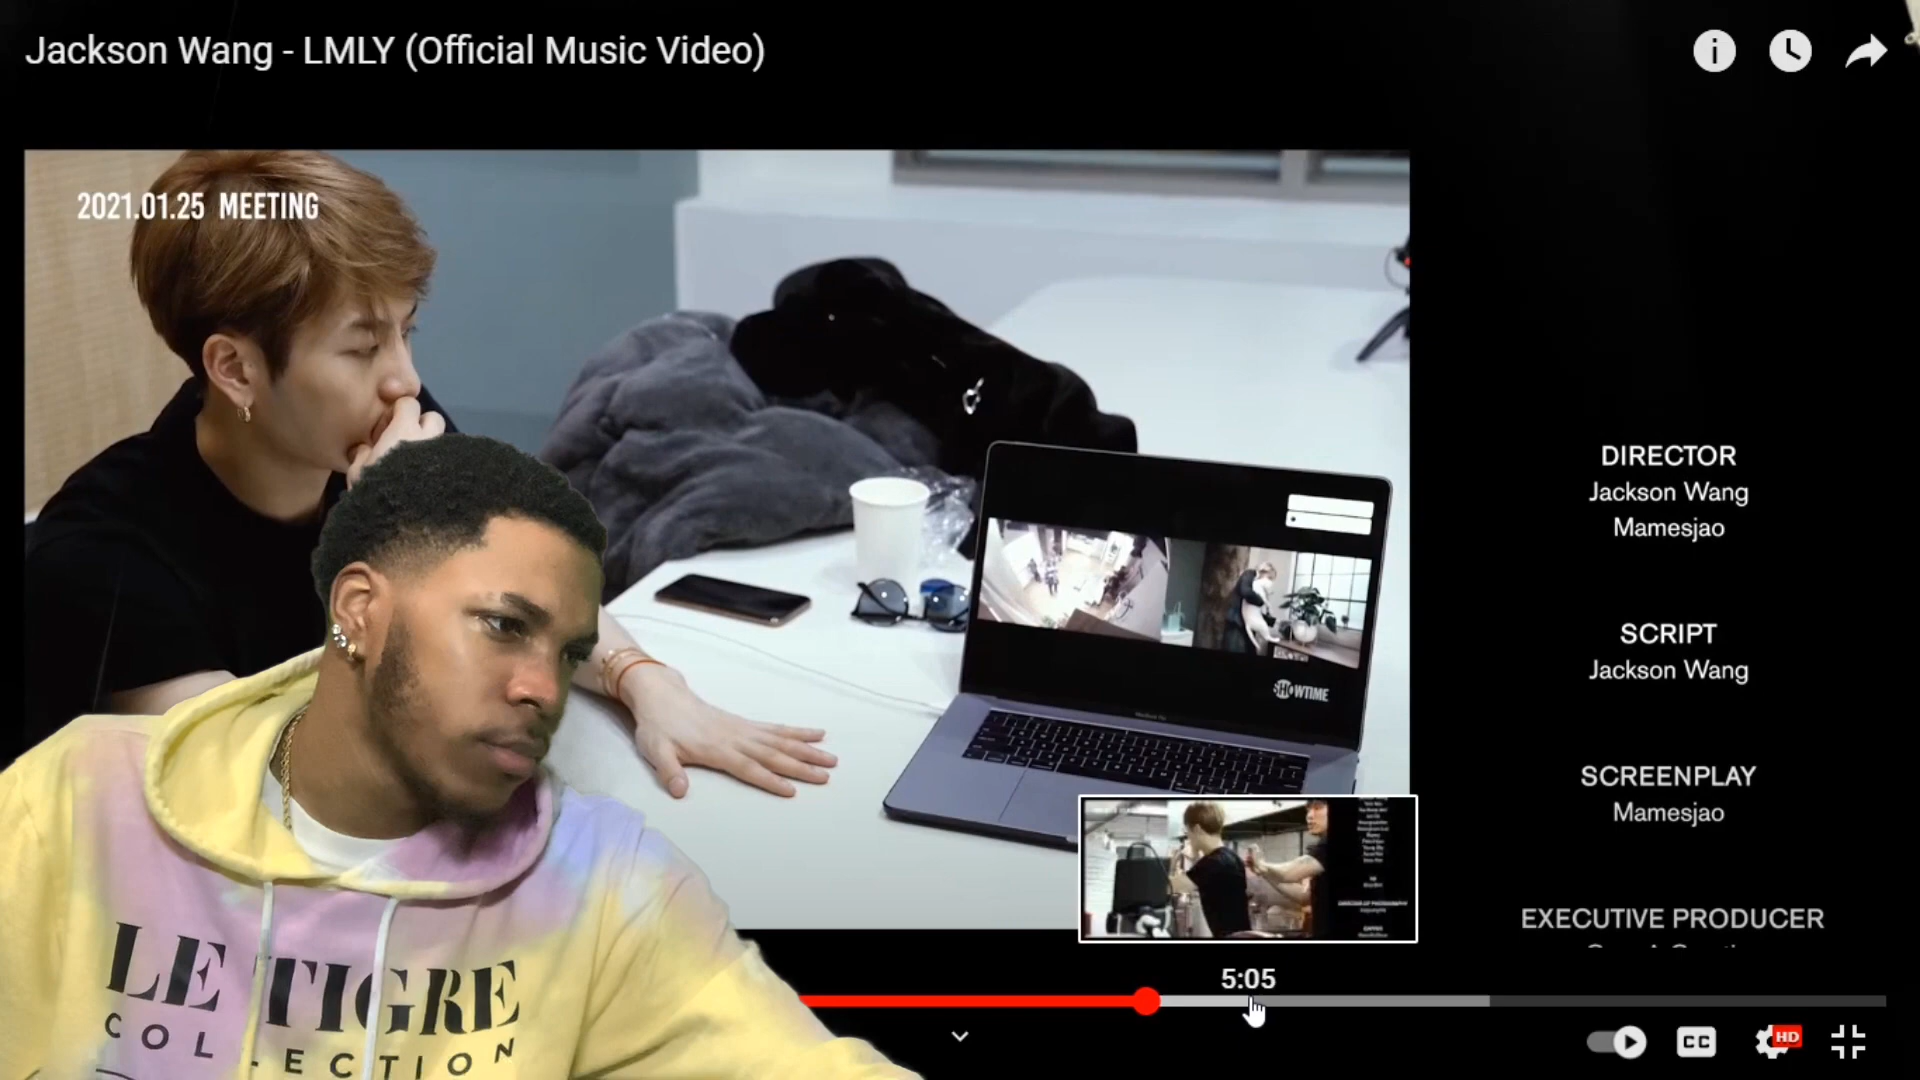 Jackson Wang - LMLY (Official Music Video)
2021.01.25 MEETING
SHOWTIME
DIRECTOR
Jackson Wang
Mamesjao
SCRIPT
Jackson Wang
SCREENPLAY
Mamesjao
EXECUTIVE PRODUCER
LE TIGRE
COLLECTION
5:05
CC
HD